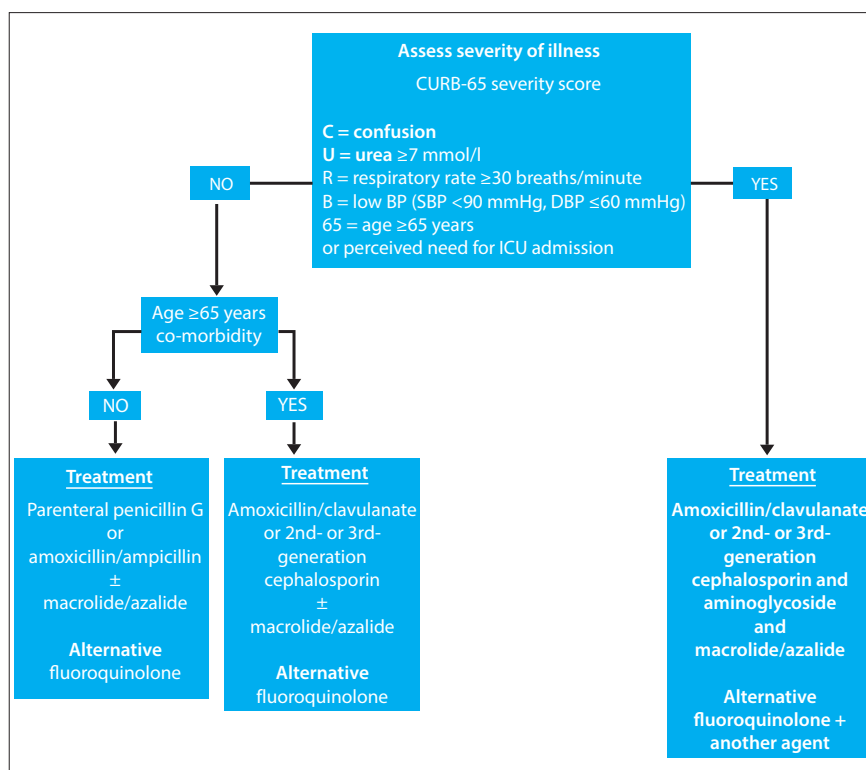 Assess severity of illness
CURB-65 severity score
C = confusion
U = urea ≥7 mmol/l
R = respiratory rate ≥30 breaths/minute
B = low BP (SBP <90 mmHg, DBP ≤60 mmHg)
65 = age ≥65 years
or perceived need for ICU admission
NO
YES
Age ≥65 years
co-morbidity
NO
YES
Treatment
Parenteral penicillin G
or
amoxicillin/ampicillin
±
macrolide/azalide
Alternative
fluoroquinolone
Treatment
Amoxicillin/clavulanate
or 2nd- or 3rd-
generation
cephalosporin
±
macrolide/azalide
Alternative
fluoroquinolone
Treatment
Amoxicillin/clavulanate
or 2nd- or 3rd-
generation
cephalosporin and
aminoglycoside
and
macrolide/azalide
Alternative
fluoroquinolone +
another agent